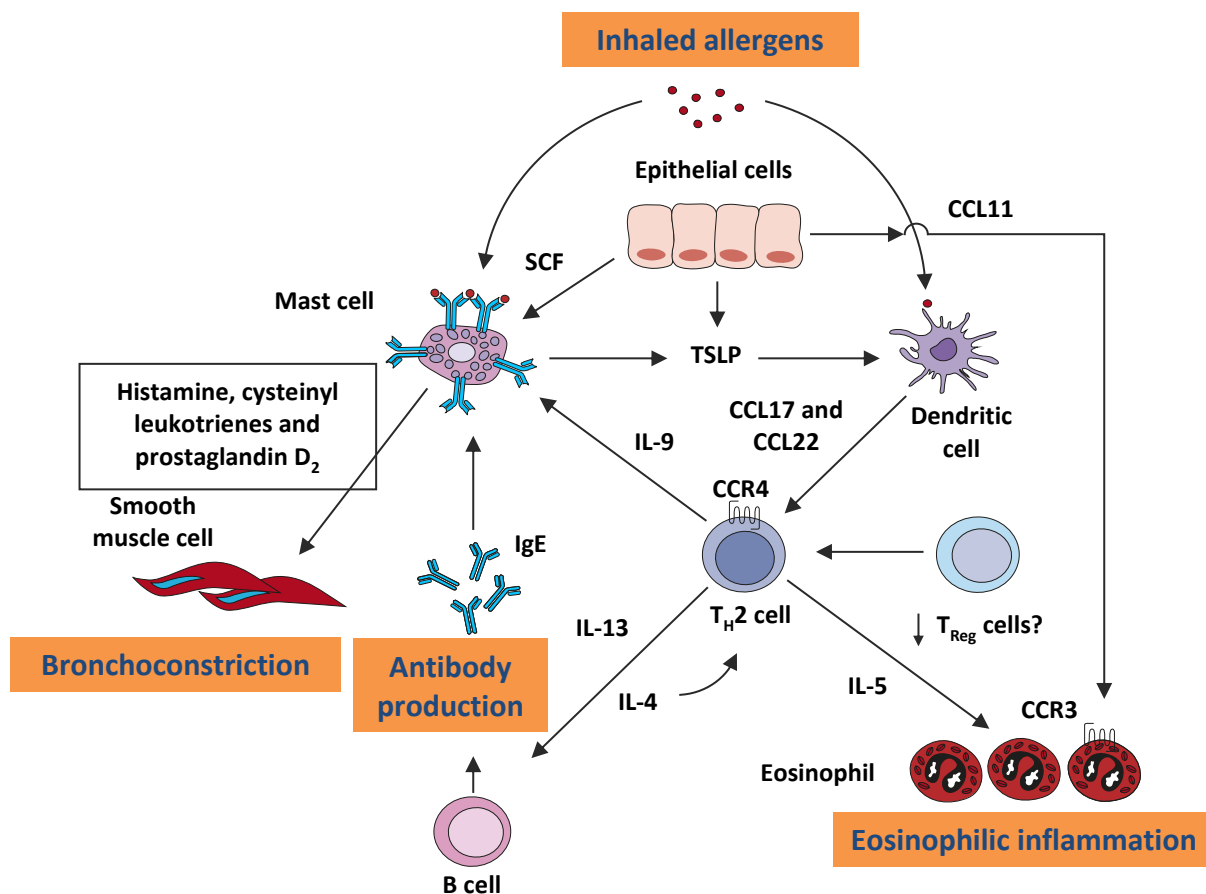 Inhaled allergens
Epithelial cells
CCL11
SCF
Mast cell
TSLP
Histamine, cysteinyl
leukotrienes and
prostaglandin D₂
CCL17 and
CCL22
Dendritic
cell
IL-9
CCR4
Smooth
muscle cell
IgE
T_H2 cell
↓ T_Reg cells?
IL-13
Bronchoconstriction
Antibody
production
IL-4
IL-5
CCR3
Eosinophil
Eosinophilic inflammation
B cell